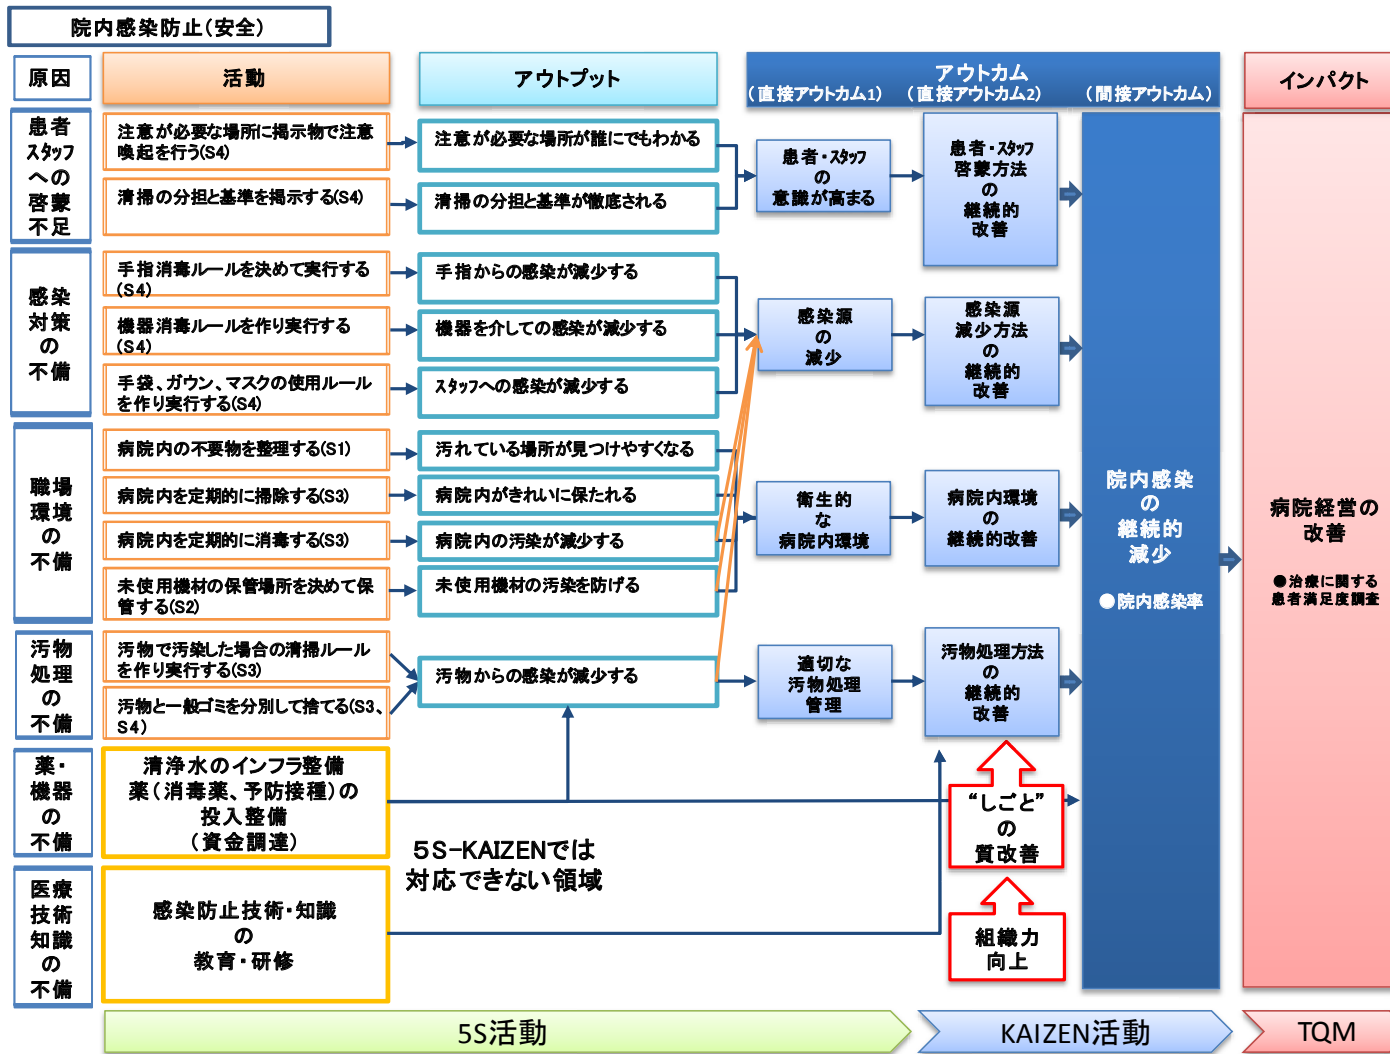 院内感染防止(安全)
原因
活動
アウトプット
アウトカム
(直接アウトカム1)
(直接アウトカム2)
(間接アウトカム)
インパクト
患者
スタッフ
への
啓蒙
不足
注意が必要な場所に掲示物で注意
喚起を行う(S4)
注意が必要な場所が誰にでもわかる
清掃の分担と基準を掲示する(S4)
清掃の分担と基準が徹底される
患者・スタッフ
の
意識が高まる
患者・スタッフ
啓蒙方法
の
継続的
改善
感染
対策
の
不備
手指消毒ルールを決めて実行する
(S4)
手指からの感染が減少する
機器消毒ルールを作り実行する
(S4)
機器を介しての感染が減少する
手袋、ガウン、マスクの使用ルール
を作り実行する(S4)
スタッフへの感染が減少する
感染源
の
減少
感染源
減少方法
の
継続的
改善
職場
環境
の
不備
病院内の不要物を整理する(S1)
汚れている場所が見つけやすくなる
病院内を定期的に掃除する(S3)
病院内がきれいに保たれる
病院内を定期的に消毒する(S3)
病院内の汚染が減少する
未使用機材の保管場所を決めて保
管する(S2)
未使用機材の汚染を防げる
衛生的
な
病院内環境
病院内環境
の
継続的改善
汚物
処理
の
不備
汚物で汚染した場合の清掃ルール
を作り実行する(S3)
汚物と一般ゴミを分別して捨てる(S3、
S4)
汚物からの感染が減少する
適切な
汚物処理
管理
汚物処理方法
の
継続的
改善
院内感染
の
継続的
減少
●院内感染率
病院経営の
改善
●治療に関する
患者満足度調査
薬・
機器
の
不備
清浄水のインフラ整備
薬(消毒薬、予防接種)の
投入整備
(資金調達)
“しごと”
の
質改善
5S-KAIZENでは
対応できない領域
医療
技術
知識
の
不備
感染防止技術・知識
の
教育・研修
組織力
向上
5S活動
KAIZEN活動
TQM